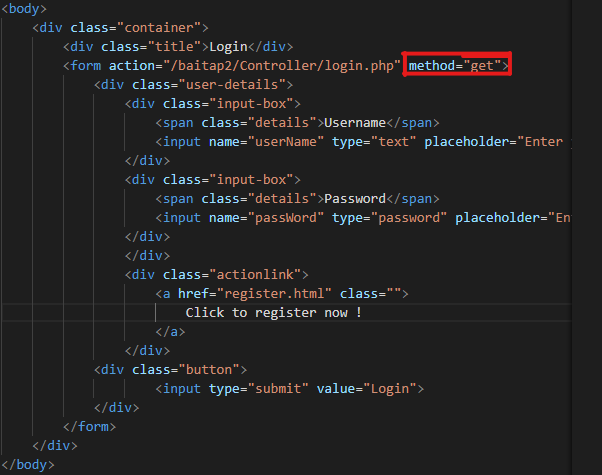 <body>
<div class="container">
<div class="title">Login</div>
<form action="/baitap2/Controller/login.php" method="get">
<div class="user-details">
<div class="input-box">
<span class="details">Username</span>
<input name="userName" type="text" placeholder="Enter
</div>
<div class="input-box">
<span class="details">Password</span>
<input name="passWord" type="password" placeholder="En
</div>
</div>
<div class="actionlink">
<a href="register.html" class="">
Click to register now !
</a>
</div>
<div class="button">
<input type="submit" value="Login">
</div>
</form>
</div>
</body>